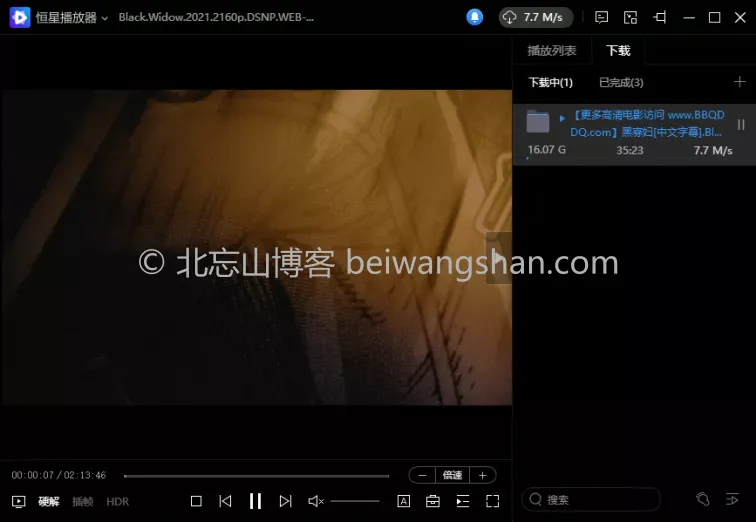 恒星播放器
Black.Widow.2021.2160p.DSNP.WEB-...
7.7 M/s
播放列表
下载
下载中(1)
已完成(3)
【更多高清电影访问 www.BBQD
DQ.com】黑寡妇[中文字幕].Bl...
16.07 G
35:23
7.7 M/s
© 北忘山博客 beiwangshan.com
00:00:07 / 02:13:46
倍速
硬解
插帧
HDR
A
搜索